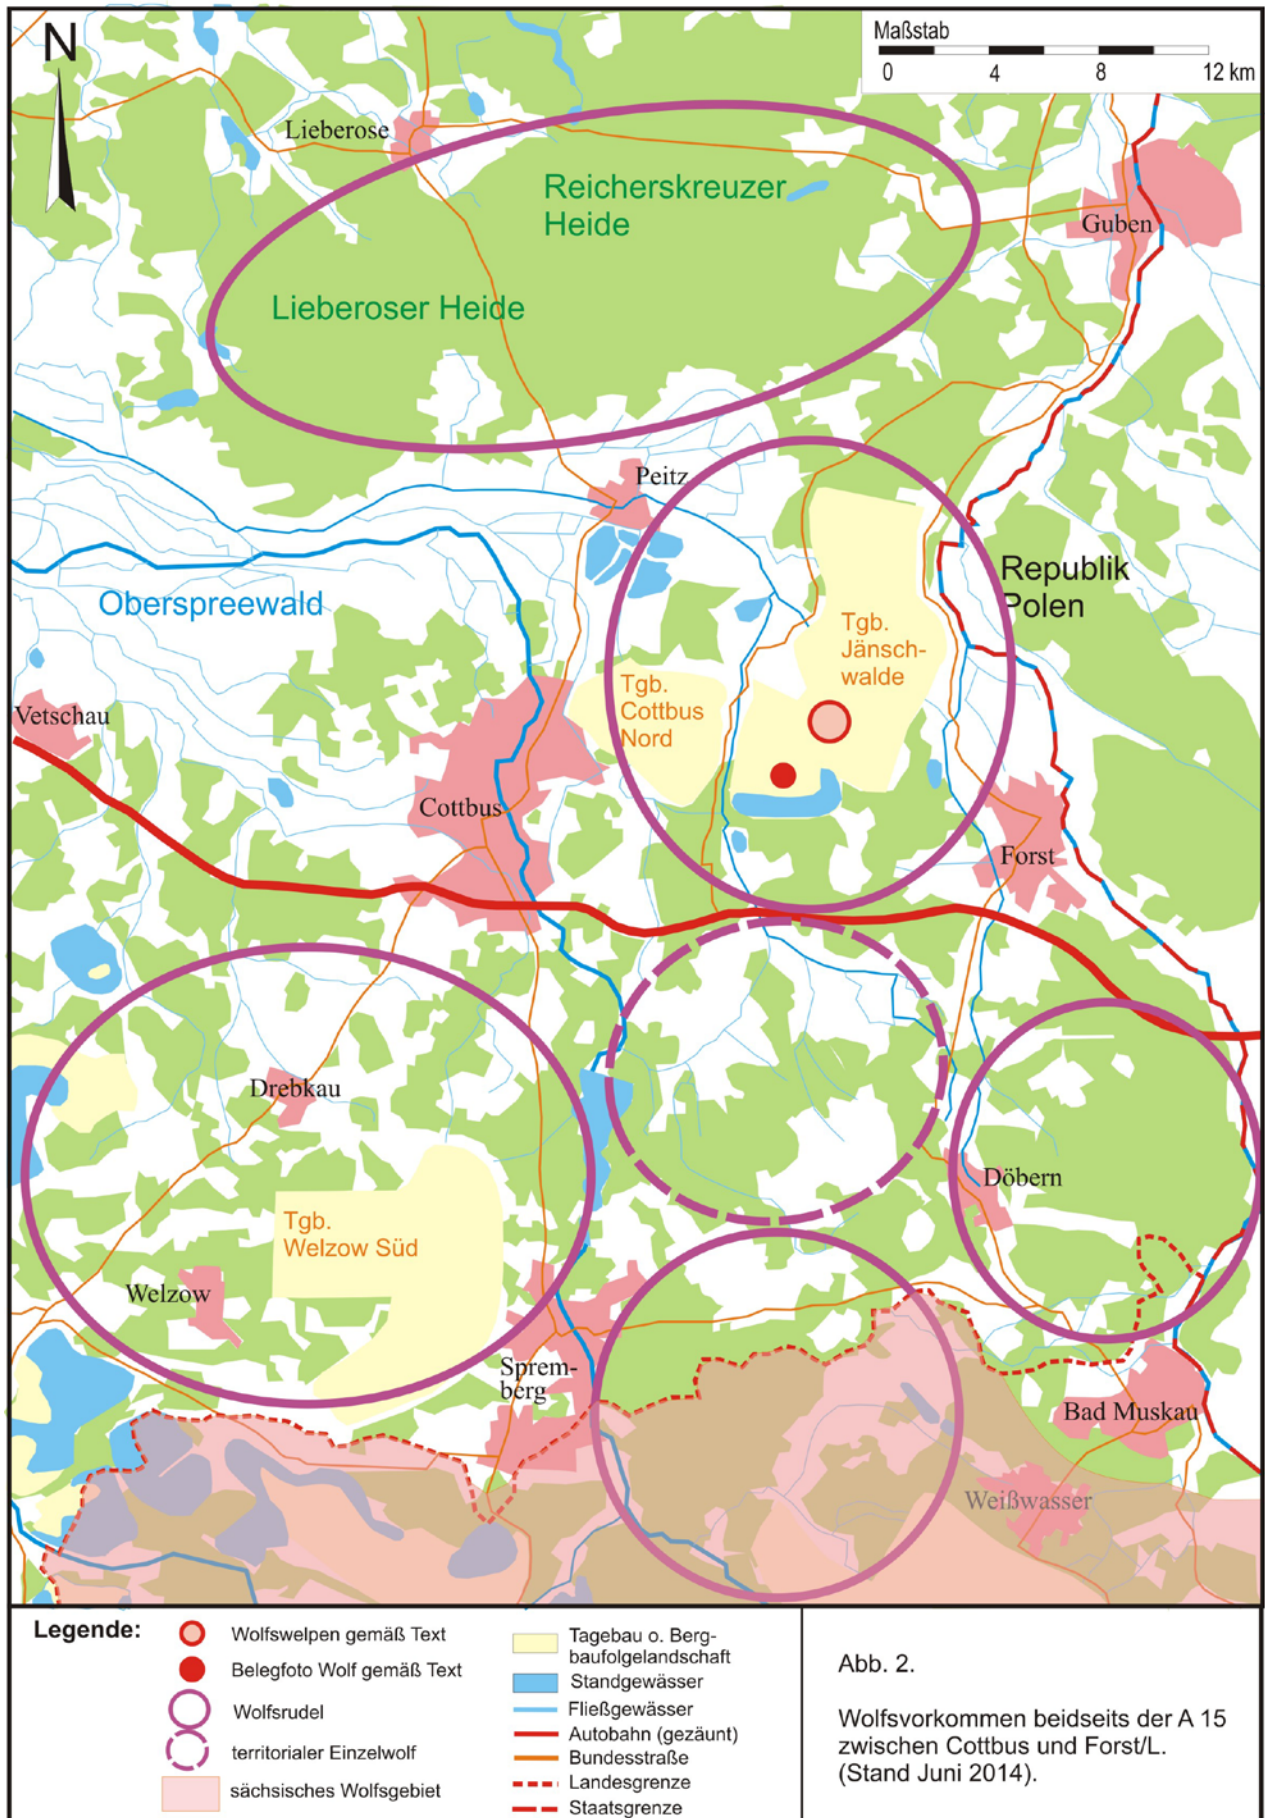 N
Maßstab
0 4 8 12 km
Lieberose
Reicherskreuzer
Heide
Guben
Lieberoser Heide
Peitz
Republik
Polen
Oberspreewald
Tgb.
Jänsch-
walde
Tgb.
Cottbus
Nord
Vetschau
Cottbus
Forst
Drebkau
Döbern
Tgb.
Welzow Süd
Welzow
Sprem-
berg
Bad Muskau
Weißwasser
Legende:
Wolfswelpen gemäß Text
Belegfoto Wolf gemäß Text
Wolfsrudel
territorialer Einzelwolf
sächsisches Wolfsgebiet
Tagebau o. Berg-
baufolgelandschaft
Standgewässer
Fließgewässer
Autobahn (gezäunt)
Bundesstraße
Landesgrenze
Staatsgrenze
Abb. 2.
Wolfsvorkommen beidseits der A 15
zwischen Cottbus und Forst/L.
(Stand Juni 2014).